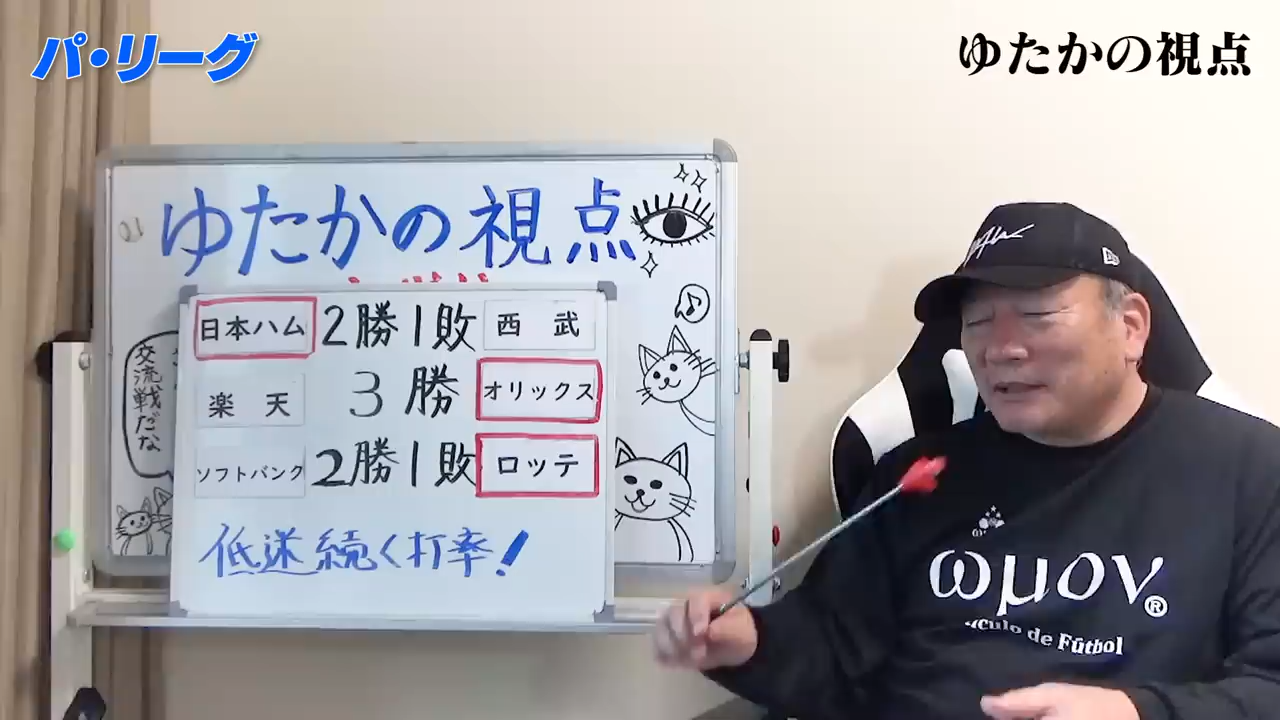 パ・リーグ
ゆたかの視点
ゆたかの視点
日本ハム 2勝1敗 西武
楽天 3勝 オリックス
ソフトバンク 2勝1敗 ロッテ
低迷続く打率!
交流戦だな
ωμον®
de Fútbol